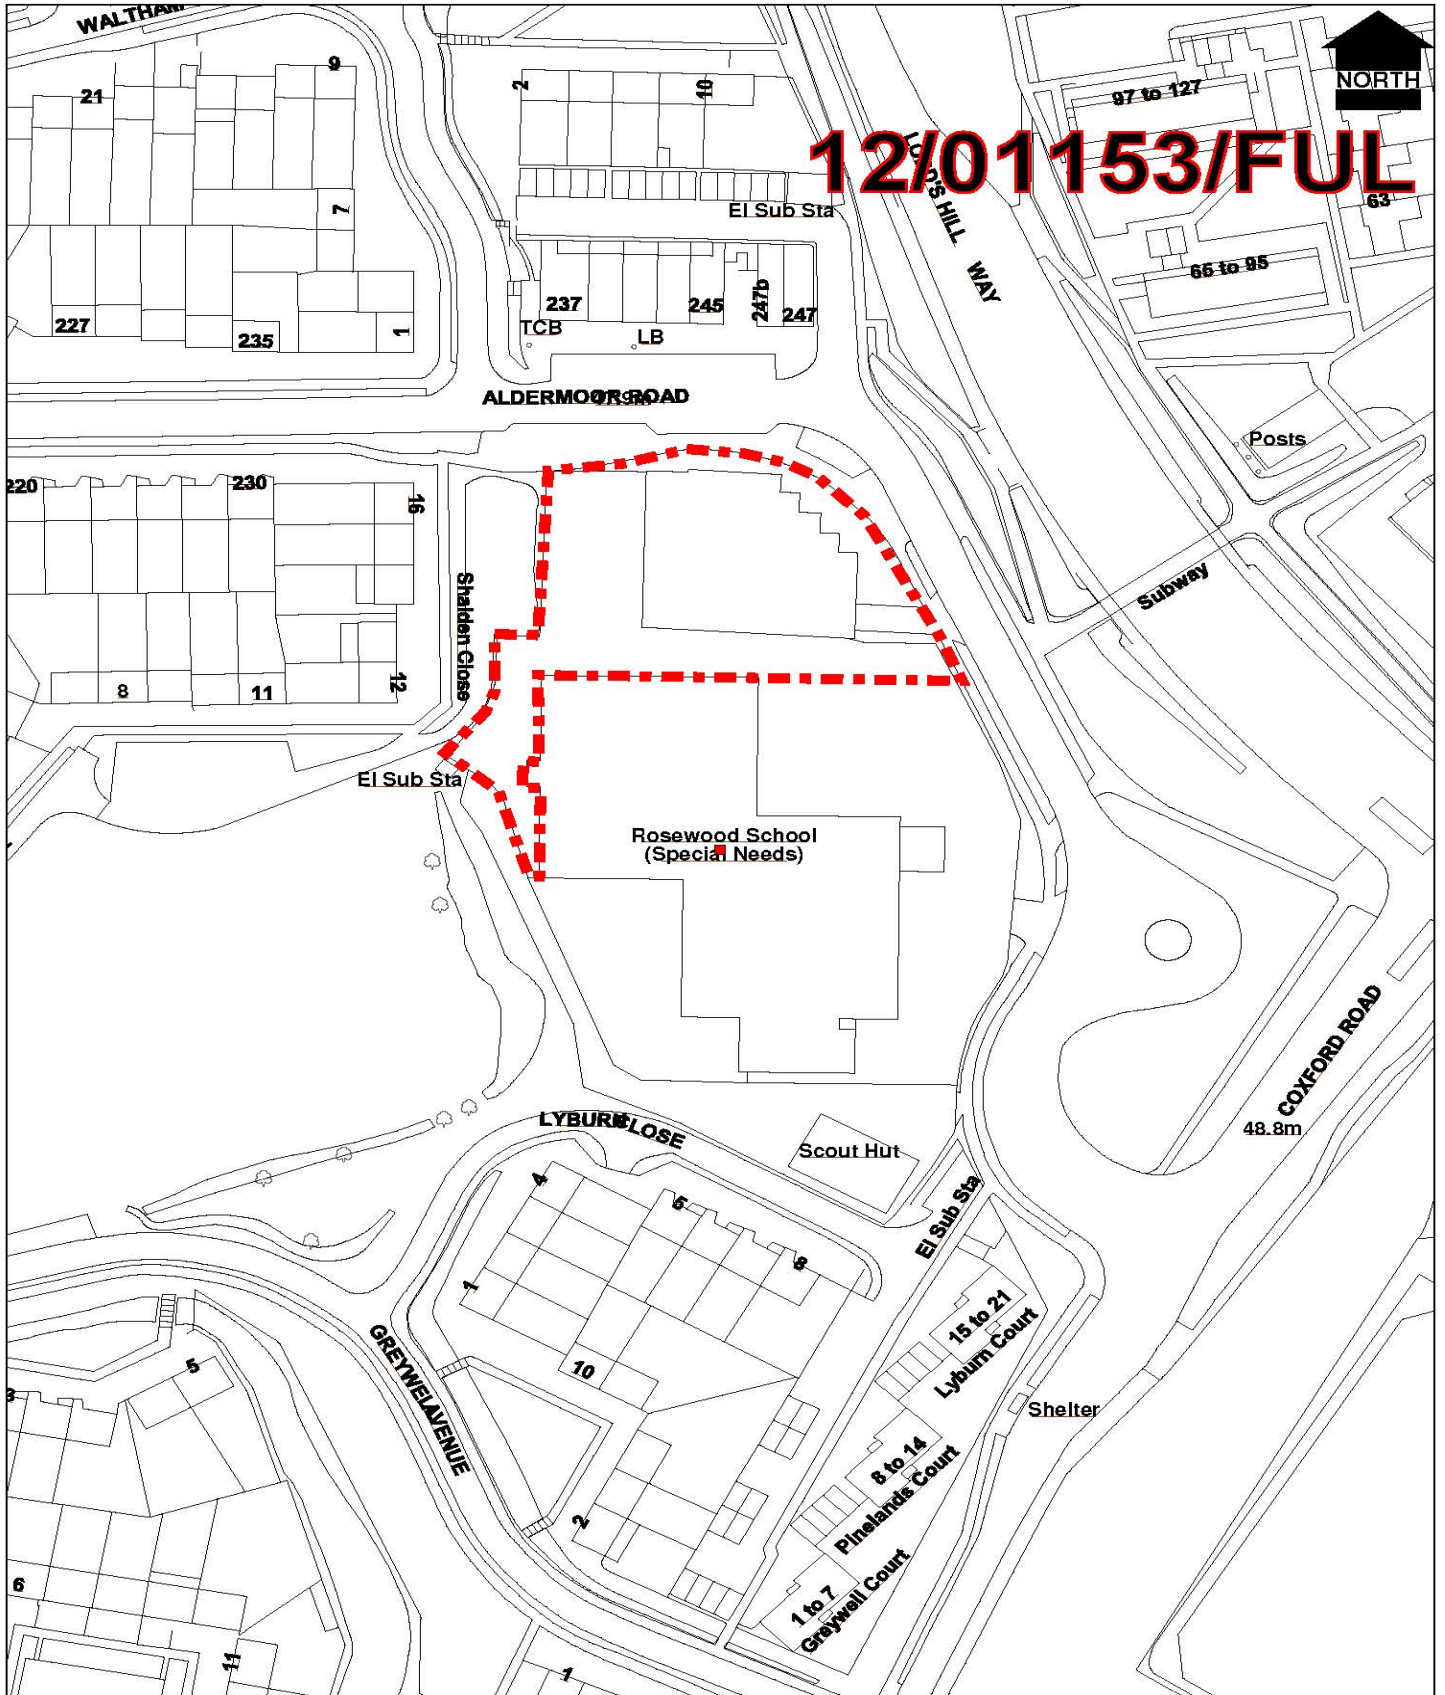 WALTHAM
9
21
2
10
97 to 127
NORTH
12/01153/FUL
LORD'S HILL WAY
7
El Sub Sta
63
65 to 95
237
245
247b
247
227
235
1
TCB
LB
ALDERMOOR ROAD
Posts
220
230
16
Shalden Close
Subway
8
11
12
El Sub Sta
Rosewood School
(Special Needs)
COXFORD ROAD
48.8m
LYBURN CLOSE
Scout Hut
4
5
El Sub Sta
8
1
15 to 21
Lyburn Court
GREYWELL AVENUE
5
10
3
Shelter
8 to 14
Pinelands Court
2
6
1 to 7
Greywell Court
11
1